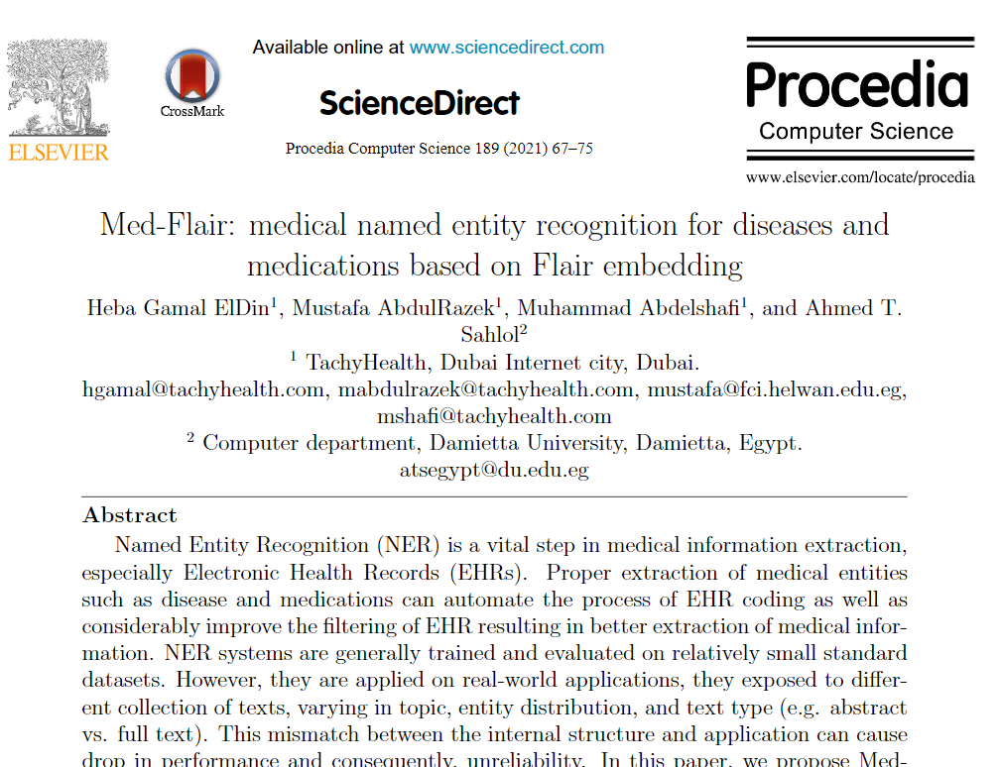 Available online at www.sciencedirect.com
CrossMark
ScienceDirect
Procedia
Computer Science
ELSEVIER
Procedia Computer Science 189 (2021) 67–75
www.elsevier.com/locate/procedia
Med-Flair: medical named entity recognition for diseases and
medications based on Flair embedding
Heba Gamal ElDin1, Mustafa AbdulRazek1, Muhammad Abdelshafi1, and Ahmed T.
Sahlol2
1 TachyHealth, Dubai Internet city, Dubai.
hgamal@tachyhealth.com, mabdulrazek@tachyhealth.com, mustafa@fci.helwan.edu.eg,
mshafi@tachyhealth.com
2 Computer department, Damietta University, Damietta, Egypt.
atsegypt@du.edu.eg
Abstract
Named Entity Recognition (NER) is a vital step in medical information extraction,
especially Electronic Health Records (EHRs). Proper extraction of medical entities
such as disease and medications can automate the process of EHR coding as well as
considerably improve the filtering of EHR resulting in better extraction of medical infor-
mation. NER systems are generally trained and evaluated on relatively small standard
datasets. However, they are applied on real-world applications, they exposed to differ-
ent collection of texts, varying in topic, entity distribution, and text type (e.g. abstract
vs. full text). This mismatch between the internal structure and application can cause
drop in performance and consequently, unreliability. In this paper, we propose Med-